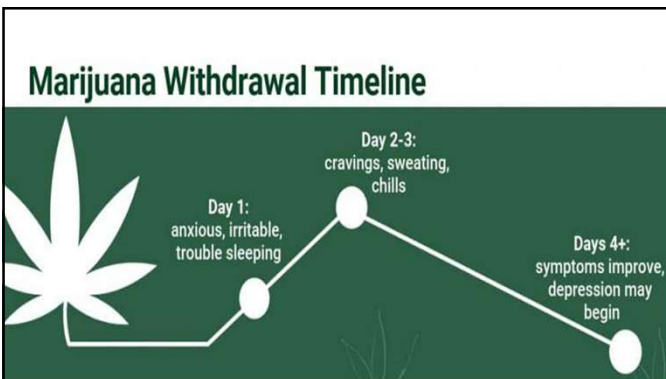 Marijuana Withdrawal Timeline
Day 1:
anxious, irritable,
trouble sleeping
Day 2-3:
cravings, sweating,
chills
Days 4+:
symptoms improve,
depression may
begin